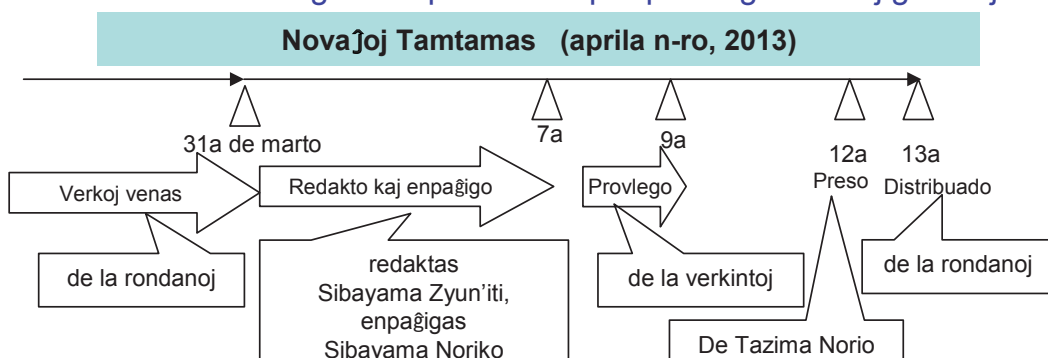 Novaĵoj Tamtamas (aprila n-ro, 2013)
31a de marto
7a
9a
12a
Preso
13a
Distribuado
Verkoj venas
Redakto kaj enpaĝigo
Provlego
de la rondanoj
redaktas
Sibayama Zyun'iti,
enpaĝigas
Sibayama Noriko
de la verkintoj
De Tazima Norio
de la rondanoj